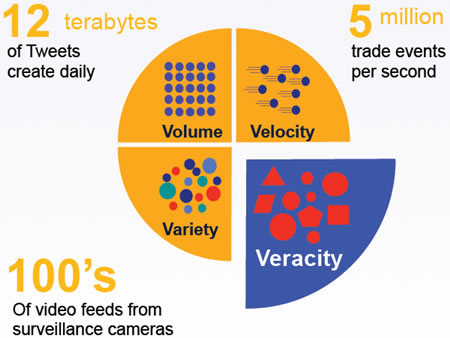 12 terabytes
of Tweets
create daily
5 million
trade events
per second
Volume
Velocity
Variety
Veracity
100's
Of video feeds from
surveillance cameras